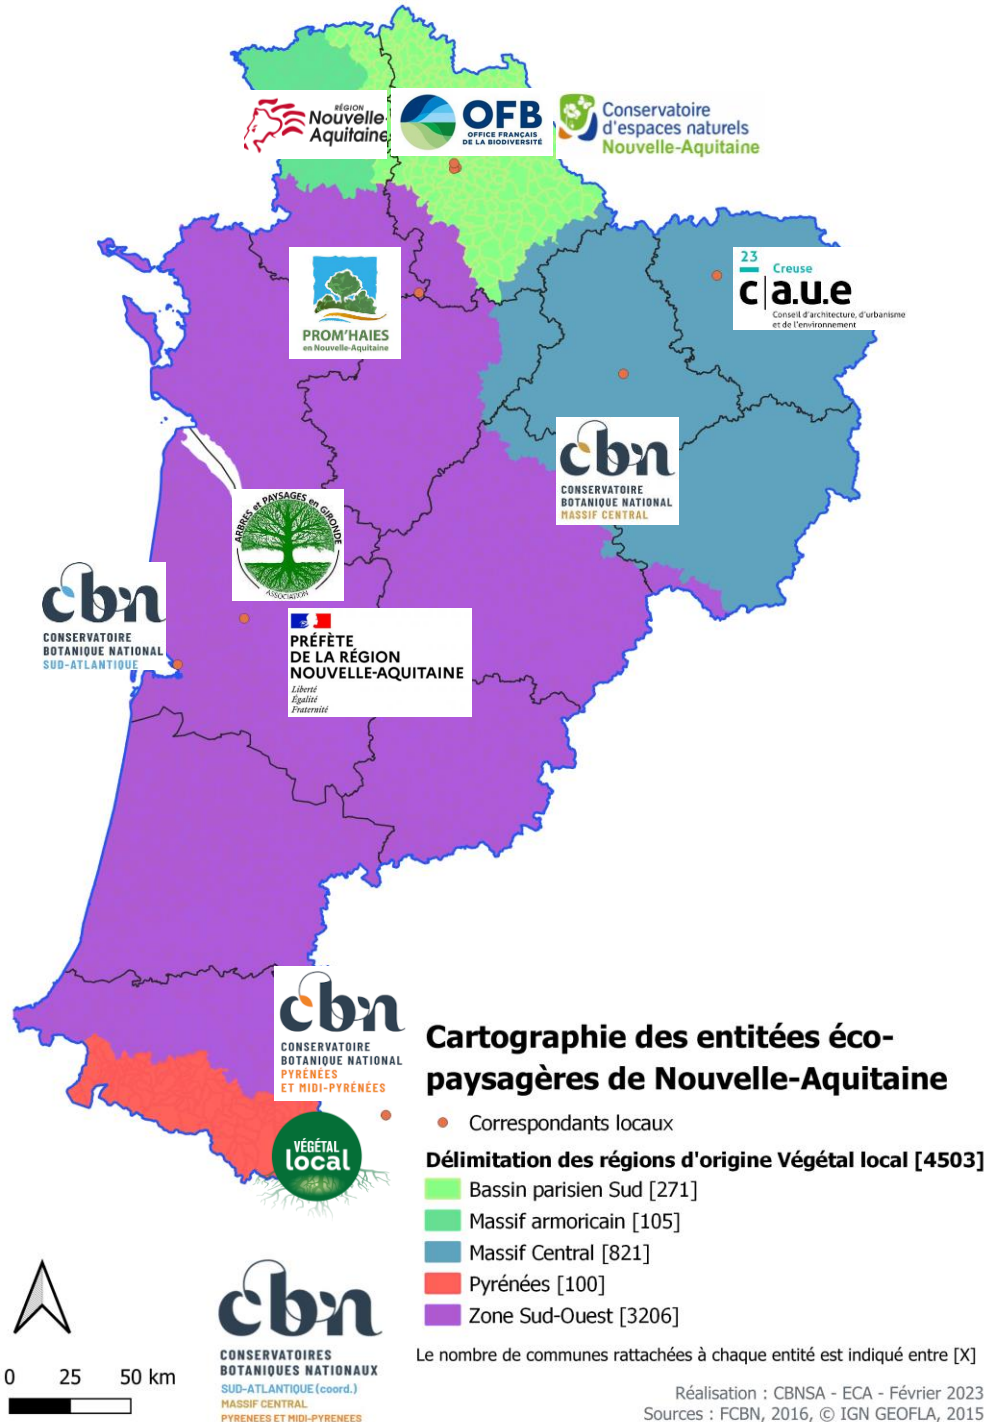 RÉGION
Nouvelle-
Aquitaine
OFB
OFFICE FRANÇAIS
DE LA BIODIVERSITÉ
Conservatoire
d'espaces naturels
Nouvelle-Aquitaine
23
Creuse
c|a.u.e
Conseil d'architecture, d'urbanisme
et de l'environnement
PROM'HAIES
en Nouvelle-Aquitaine
cbn
CONSERVATOIRE
BOTANIQUE NATIONAL
MASSIF CENTRAL
ARBRES et PAYSAGES en GIRONDE
ASSOCIATION
cbn
CONSERVATOIRE
BOTANIQUE NATIONAL
SUD-ATLANTIQUE
PRÉFÈTE
DE LA RÉGION
NOUVELLE-AQUITAINE
Liberté
Égalité
Fraternité
cbn
CONSERVATOIRE
BOTANIQUE NATIONAL
PYRÉNÉES
ET MIDI-PYRÉNÉES
VÉGÉTAL
local
Cartographie des entitées éco-
paysagères de Nouvelle-Aquitaine
Correspondants locaux
Délimitation des régions d'origine Végétal local [4503]
Bassin parisien Sud [271]
Massif armoricain [105]
Massif Central [821]
Pyrénées [100]
Zone Sud-Ouest [3206]
Le nombre de communes rattachées à chaque entité est indiqué entre [X]
0 25 50 km
cbn
CONSERVATOIRES
BOTANIQUES NATIONAUX
SUD-ATLANTIQUE (coord.)
MASSIF CENTRAL
PYRENEES ET MIDI-PYRENEES
Réalisation : CBNSA - ECA - Février 2023
Sources : FCBN, 2016, © IGN GEOFLA, 2015